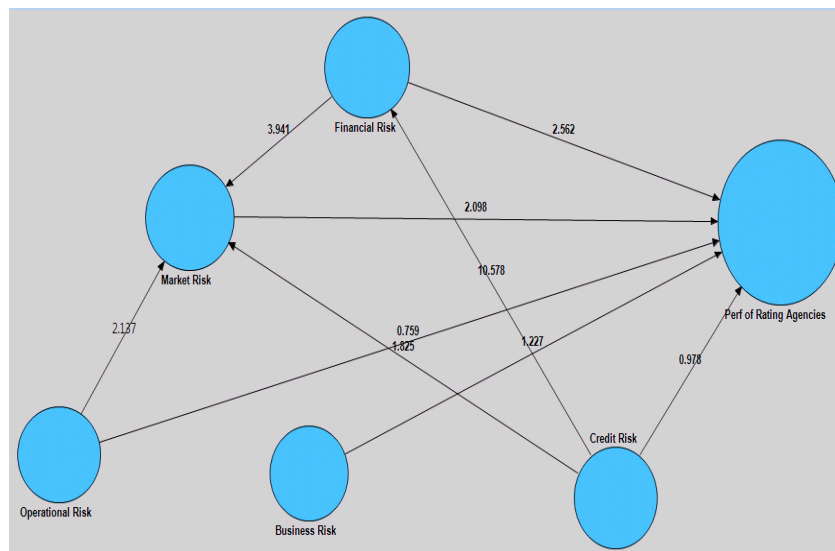 Financial Risk
3.941
2.562
Market Risk
2.098
10.578
Perf of Rating Agencies
2.137
0.759
1.825
1.227
0.978
Credit Risk
Operational Risk
Business Risk